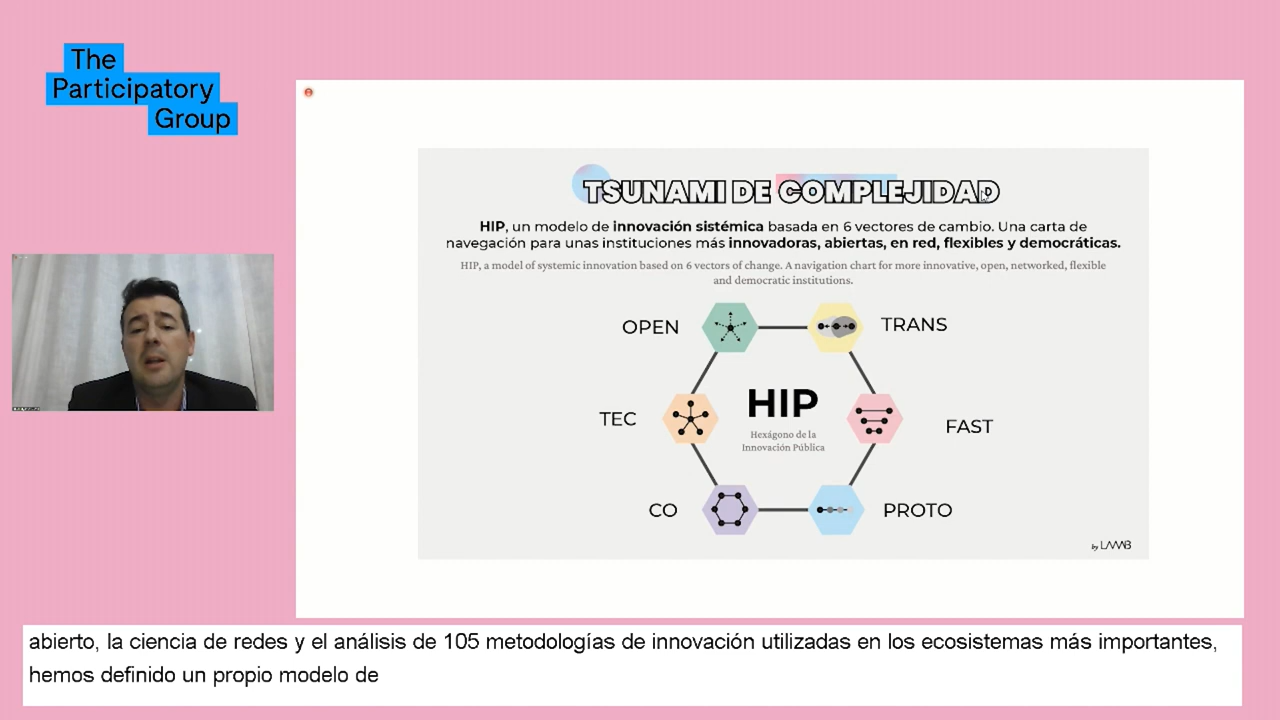 The
Participatory
Group
TSUNAMI DE COMPLEJIDAD
HIP, un modelo de innovación sistémica basada en 6 vectores de cambio. Una carta de
navegación para unas instituciones más innovadoras, abiertas, en red, flexibles y democráticas.
HIP, a model of systemic innovation based on 6 vectors of change. A navigation chart for more innovative, open, networked, flexible
and democratic institutions.
OPEN
TRANS
TEC
HIP
Hexágono de la
Innovación Pública
FAST
CO
PROTO
by LAAAB
abierto, la ciencia de redes y el análisis de 105 metodologías de innovación utilizadas en los ecosistemas más importantes,
hemos definido un propio modelo de